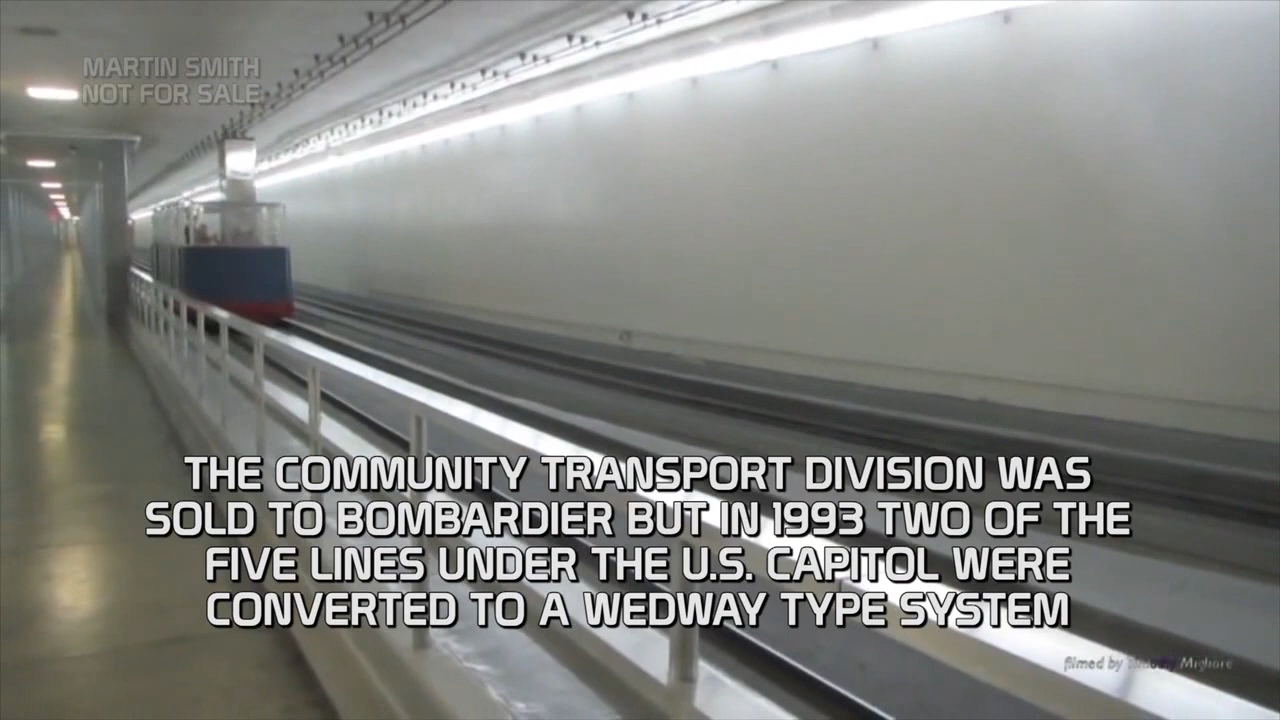 MARTIN SMITH
NOT FOR SALE
THE COMMUNITY TRANSPORT DIVISION WAS
SOLD TO BOMBARDIER BUT IN 1993 TWO OF THE
FIVE LINES UNDER THE U.S. CAPITOL WERE
CONVERTED TO A WEDWAY TYPE SYSTEM
filmed by